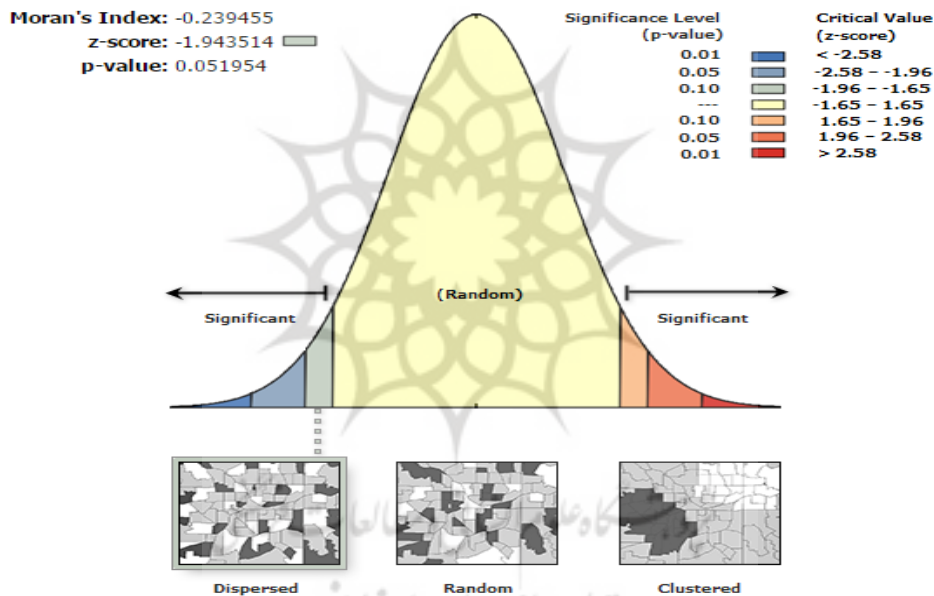 Moran's Index: -0.239455
z-score: -1.943514
p-value: 0.051954
Significance Level
(p-value)
Critical Value
(z-score)
0.01 < -2.58
0.05 -2.58 – -1.96
0.10 -1.96 – -1.65
--- -1.65 – 1.65
0.10 1.65 – 1.96
0.05 1.96 – 2.58
0.01 > 2.58
(Random)
Significant
Significant
Dispersed
Random
Clustered